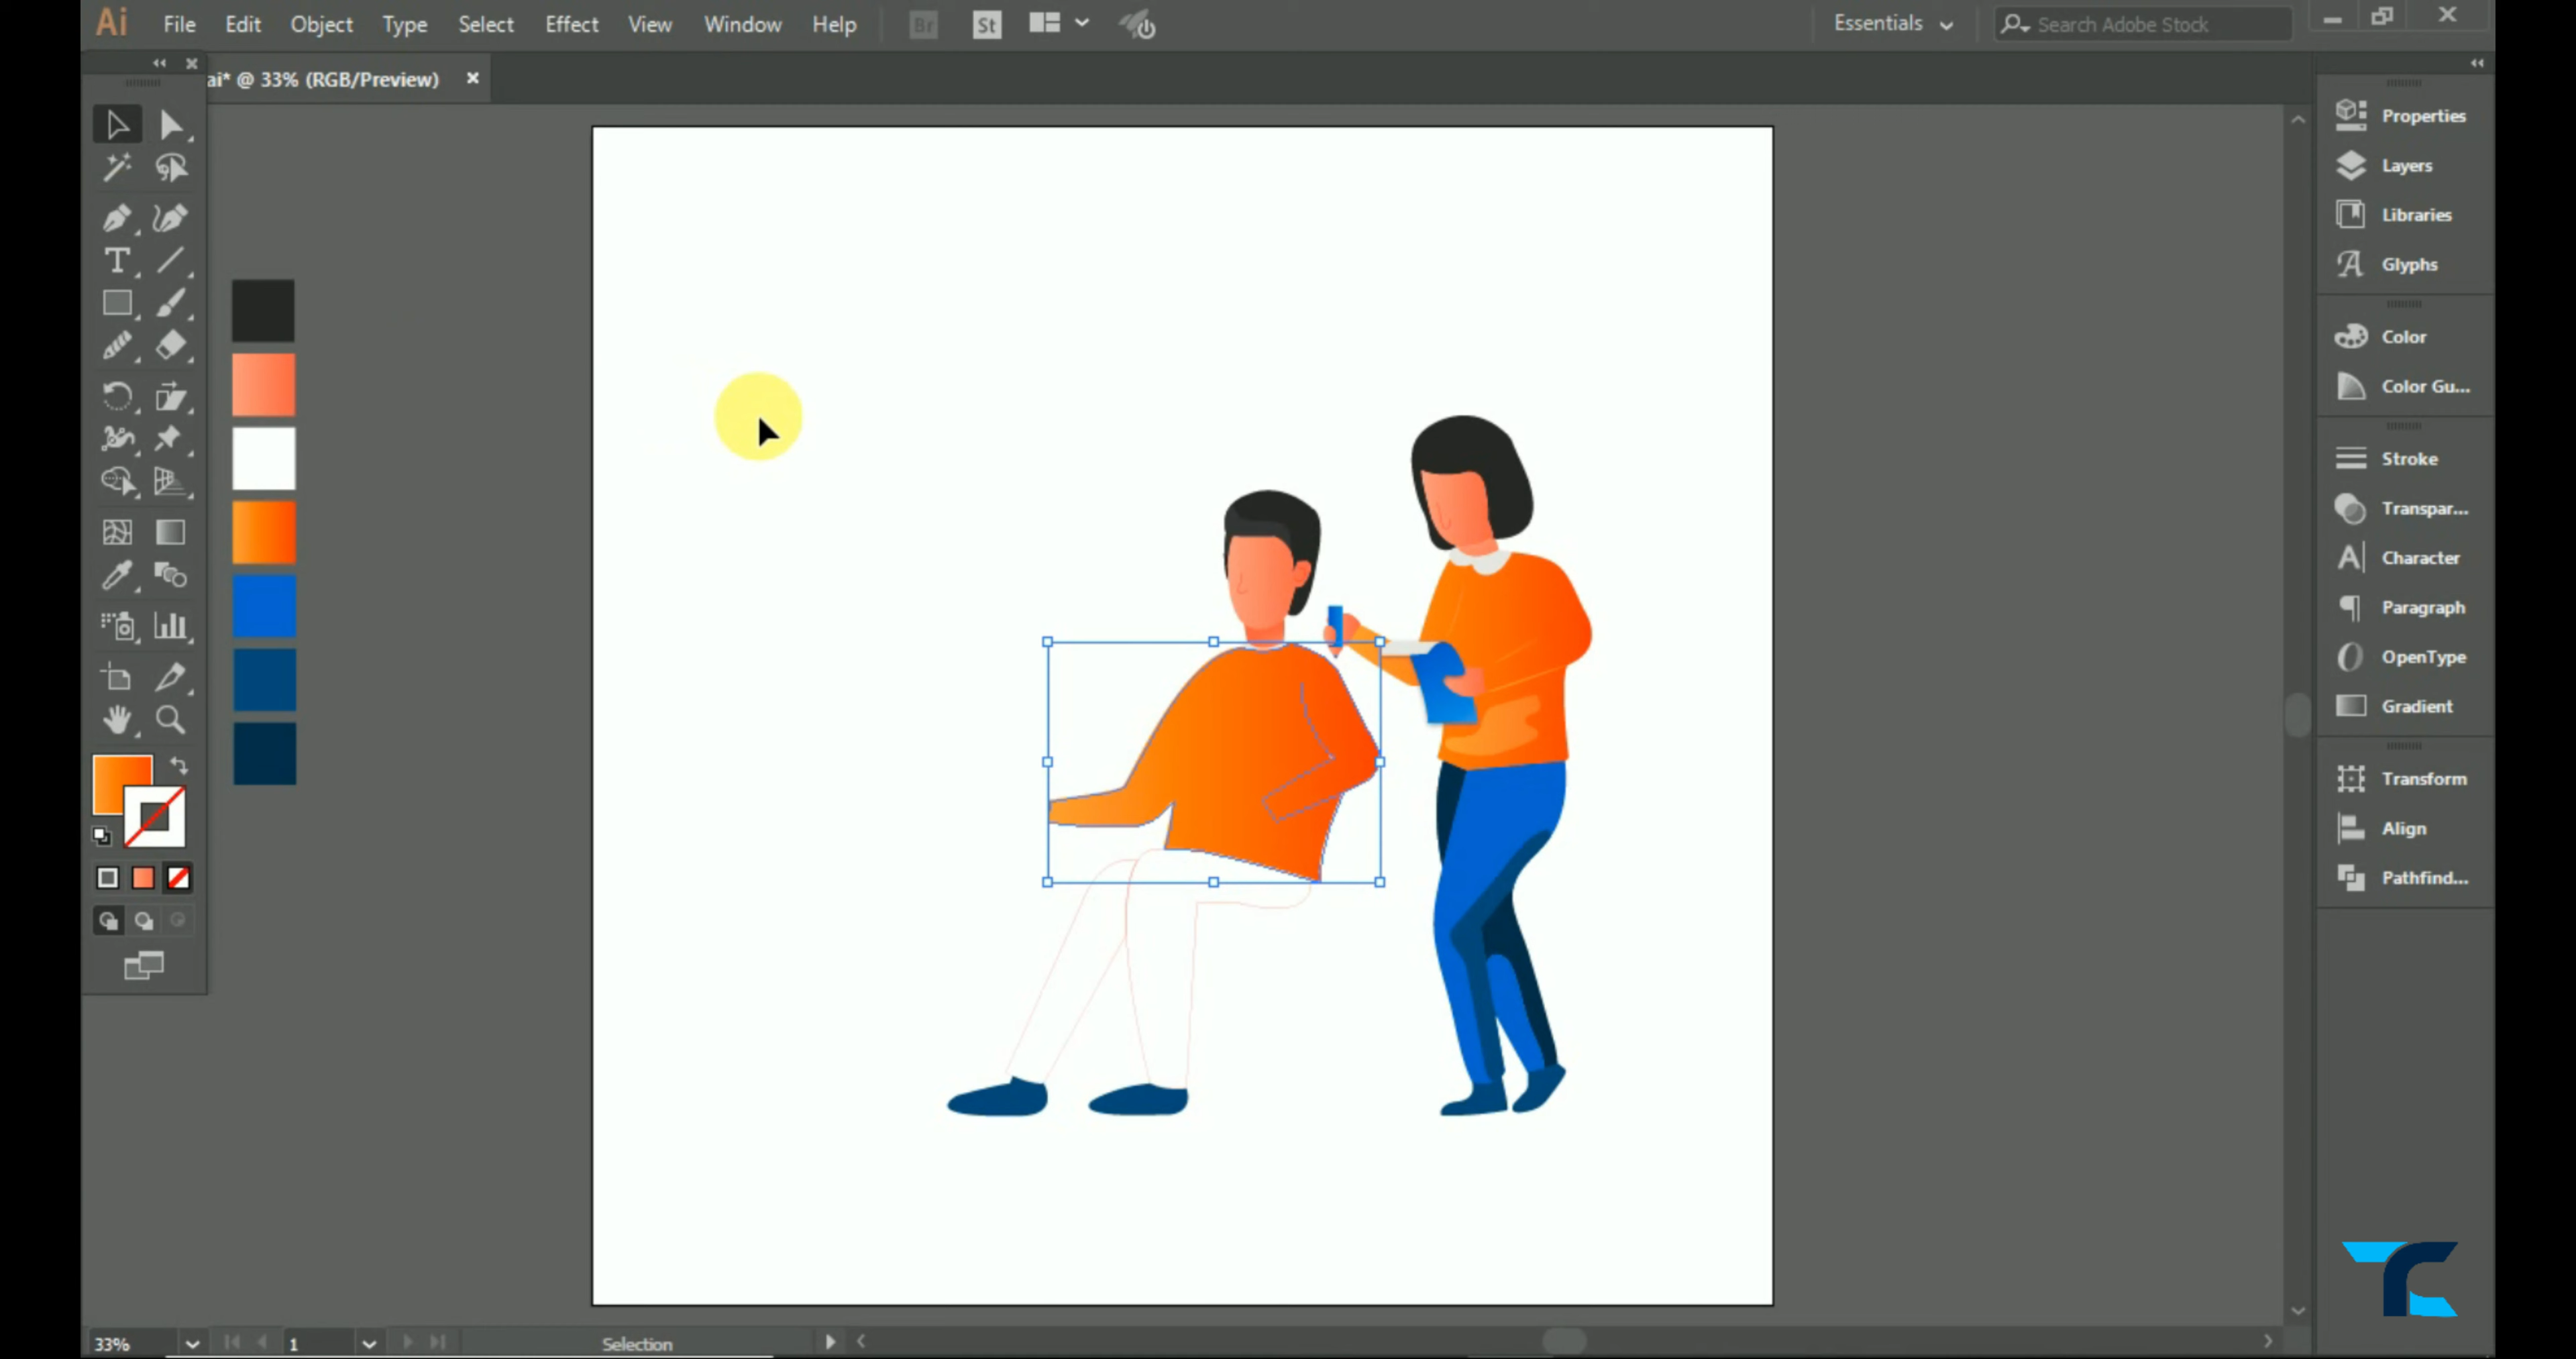 Ai File Edit Object Type Select Effect View Window Help Br St Essentials Search Adobe Stock
ai* @ 33% (RGB/Preview)
Properties
Layers
Libraries
Glyphs
Color
Color Gu...
Stroke
Transpar...
Character
Paragraph
OpenType
Gradient
Transform
Align
Pathfind...
TC
33% 1 Selection